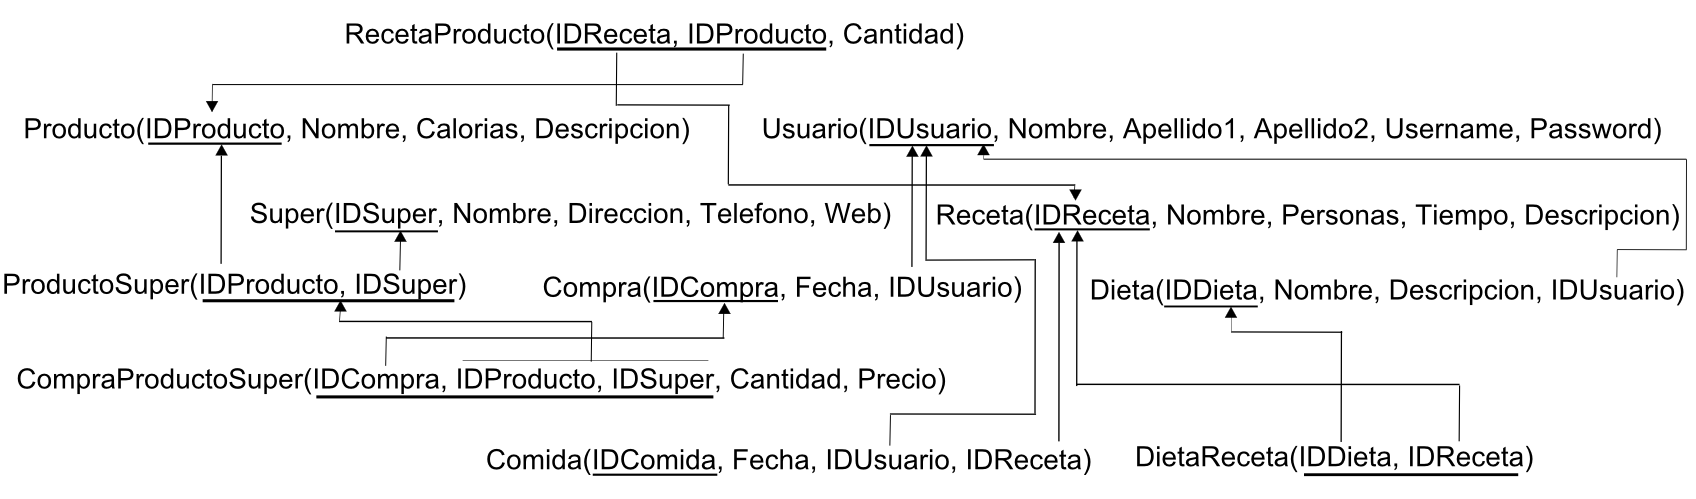 RecetaProducto(IDReceta, IDProducto, Cantidad)
Producto(IDProducto, Nombre, Calorias, Descripcion)
Usuario(IDUsuario, Nombre, Apellido1, Apellido2, Username, Password)
Super(IDSuper, Nombre, Direccion, Telefono, Web)
Receta(IDReceta, Nombre, Personas, Tiempo, Descripcion)
ProductoSuper(IDProducto, IDSuper)
Compra(IDCompra, Fecha, IDUsuario)
Dieta(IDDieta, Nombre, Descripcion, IDUsuario)
CompraProductoSuper(IDCompra, IDProducto, IDSuper, Cantidad, Precio)
Comida(IDComida, Fecha, IDUsuario, IDReceta)
DietaReceta(IDDieta, IDReceta)